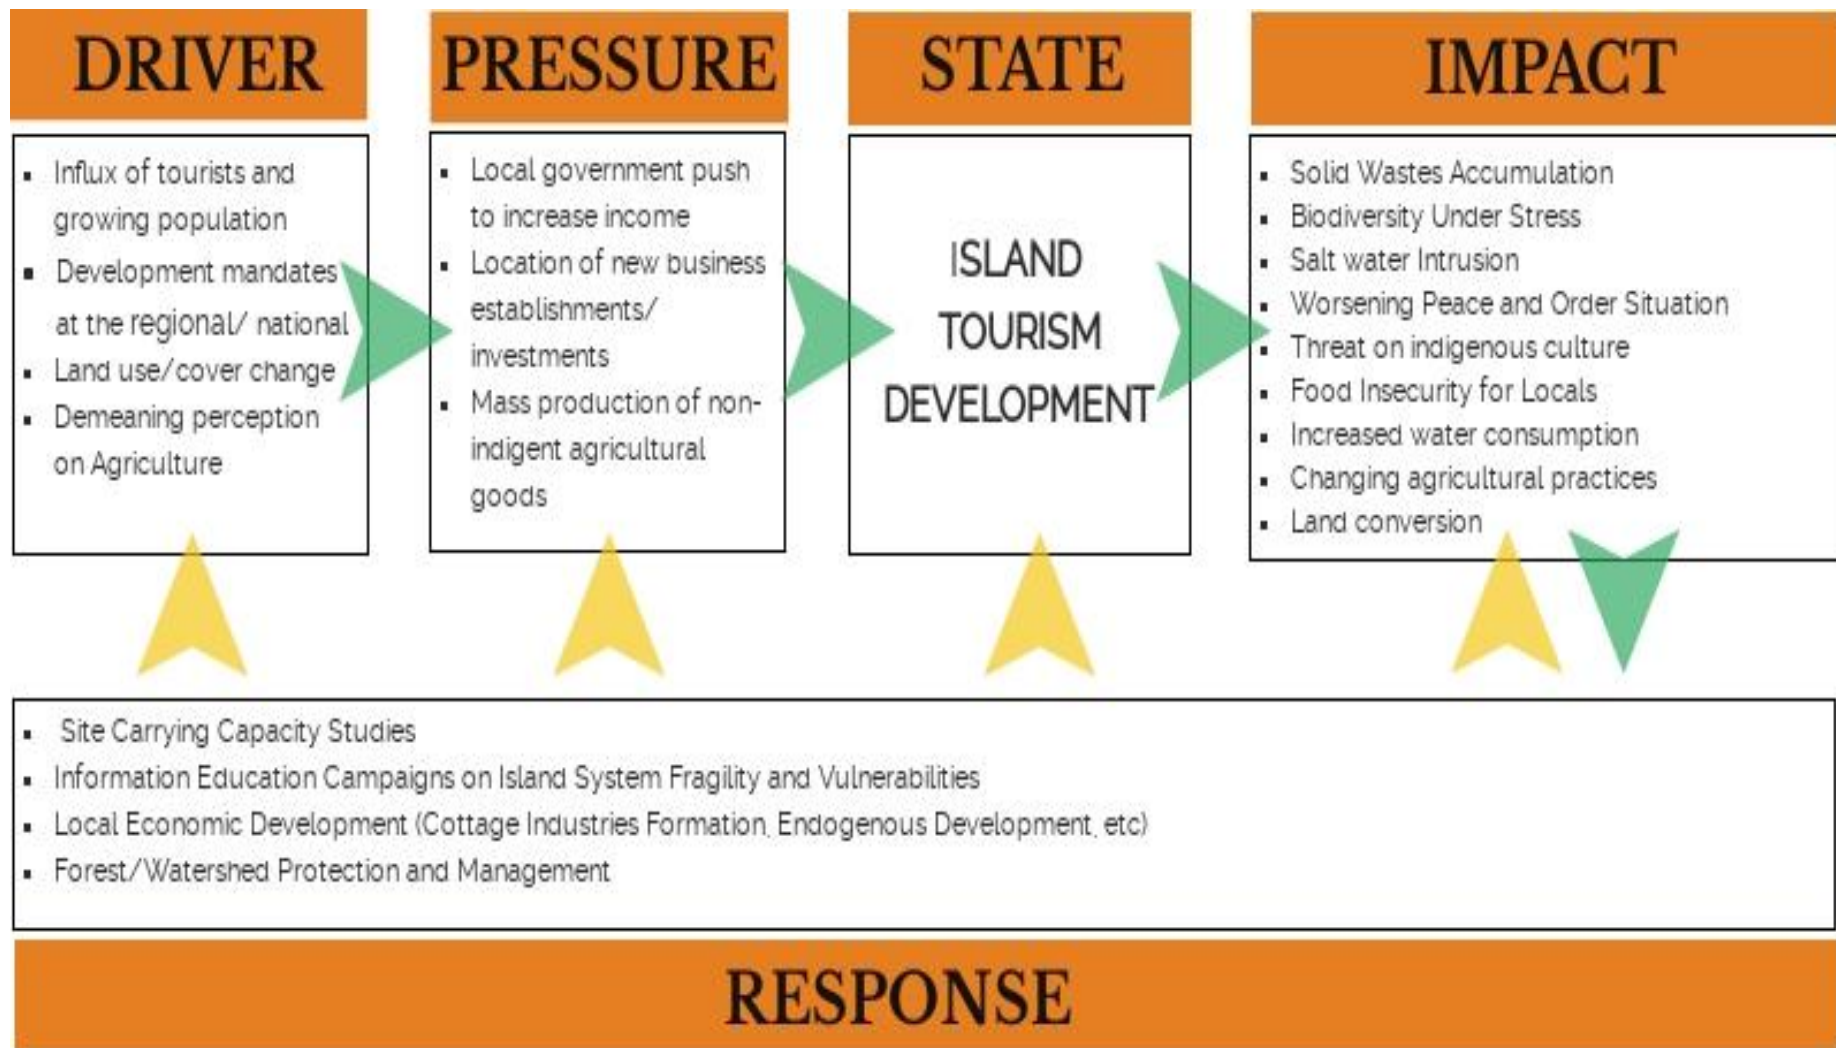 DRIVER
▪ Influx of tourists and
growing population
▪ Development mandates
at the regional/ national
▪ Land use/cover change
▪ Demeaning perception
on Agriculture
PRESSURE
▪ Local government push
to increase income
▪ Location of new business
establishments/
investments
▪ Mass production of non-
indigent agricultural
goods
STATE
ISLAND
TOURISM
DEVELOPMENT
IMPACT
▪ Solid Wastes Accumulation
▪ Biodiversity Under Stress
▪ Salt water Intrusion
▪ Worsening Peace and Order Situation
▪ Threat on indigenous culture
▪ Food Insecurity for Locals
▪ Increased water consumption
▪ Changing agricultural practices
▪ Land conversion
▪ Site Carrying Capacity Studies
▪ Information Education Campaigns on Island System Fragility and Vulnerabilities
▪ Local Economic Development (Cottage Industries Formation, Endogenous Development, etc)
▪ Forest/Watershed Protection and Management
RESPONSE